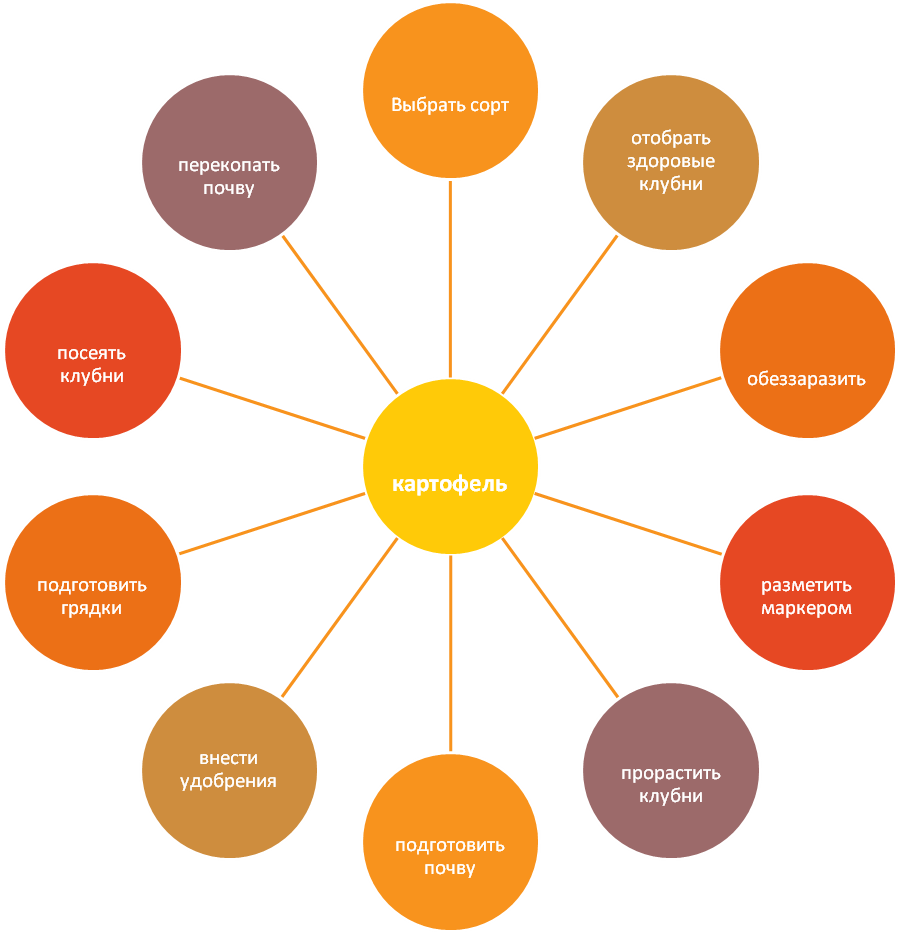 Выбрать сорт
отобрать
здоровые
клубни
обеззаразить
разметить
маркером
прорастить
клубни
подготовить
почву
внести
удобрения
подготовить
грядки
посеять
клубни
перекопать
почву
картофель